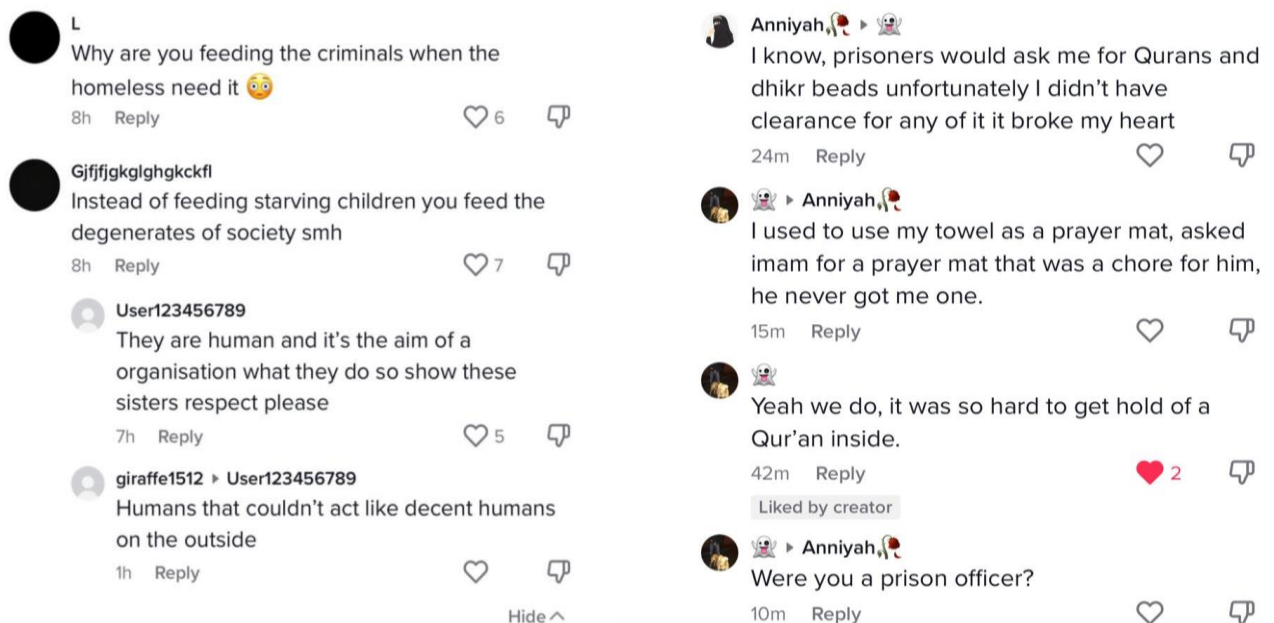 L
Why are you feeding the criminals when the
homeless need it 😳
8h Reply 6
Gjfjfjgkglghgkckfl
Instead of feeding starving children you feed the
degenerates of society smh
8h Reply 7
User123456789
They are human and it's the aim of a
organisation what they do so show these
sisters respect please
7h Reply 5
giraffe1512 ▸ User123456789
Humans that couldn't act like decent humans
on the outside
1h Reply
Hide
Anniyah🥀 ▸ 👻
I know, prisoners would ask me for Qurans and
dhikr beads unfortunately I didn't have
clearance for any of it it broke my heart
24m Reply
👻 ▸ Anniyah🥀
I used to use my towel as a prayer mat, asked
imam for a prayer mat that was a chore for him,
he never got me one.
15m Reply
👻
Yeah we do, it was so hard to get hold of a
Qur'an inside.
42m Reply 2
Liked by creator
👻 ▸ Anniyah🥀
Were you a prison officer?
10m Reply